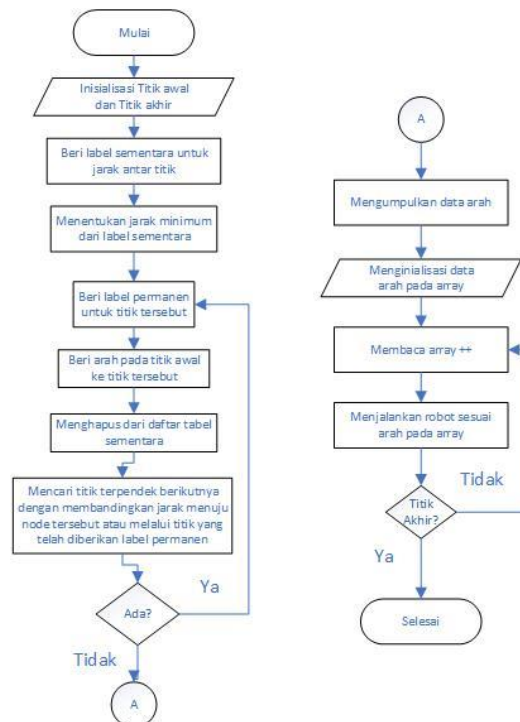 Mulai
Inisialisasi Titik awal
dan Titik akhir
Beri label sementara untuk
jarak antar titik
Menentukan jarak minimum
dari label sementara
Beri label permanen
untuk titik tersebut
Beri arah pada titik awal
ke titik tersebut
Menghapus dari daftar tabel
sementara
Mencari titik terpendek berikutnya
dengan membandingkan jarak menuju
node tersebut atau melalui titik yang
telah diberikan label permanen
Ada?
Ya
Tidak
A
A
Mengumpulkan data arah
Menginialisasi data
arah pada array
Membaca array ++
Menjalankan robot sesuai
arah pada array
Titik
Akhir?
Tidak
Ya
Selesai